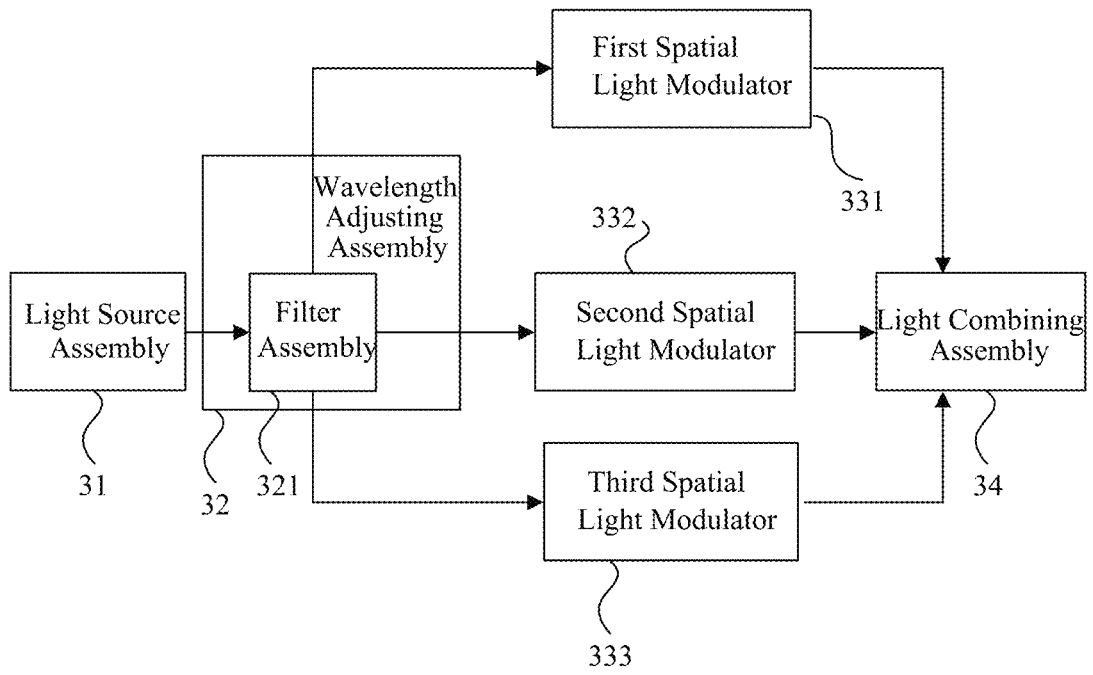 First Spatial
Light Modulator
331
Wavelength
Adjusting
Assembly
332
Light Source
Assembly
Filter
Assembly
Second Spatial
Light Modulator
Light Combining
Assembly
31
32
321
34
Third Spatial
Light Modulator
333